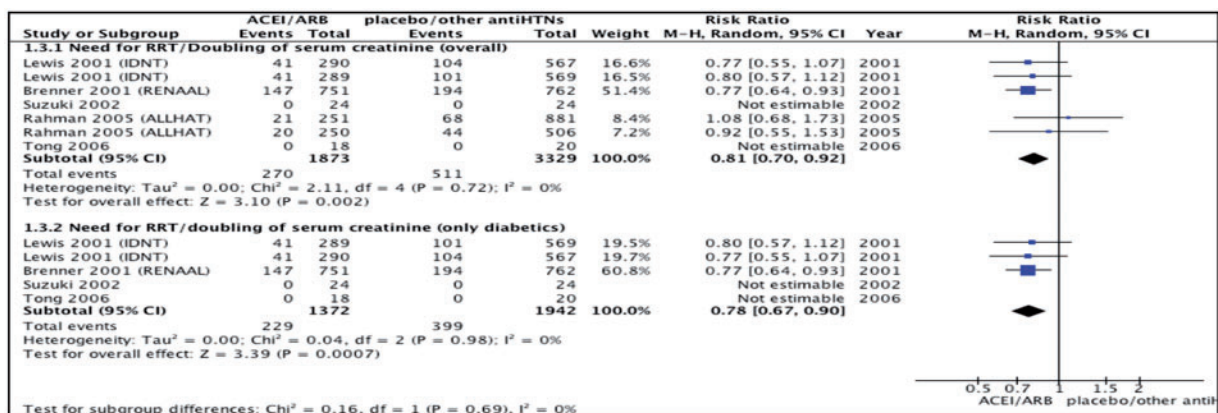 ACEI/ARB placebo/other antiHTNs Risk Ratio Risk Ratio
Study or Subgroup Events Total Events Total Weight M-H, Random, 95% CI Year M-H, Random, 95% CI
1.3.1 Need for RRT/Doubling of serum creatinine (overall)
Lewis 2001 (IDNT) 41 290 104 567 16.6% 0.77 [0.55, 1.07] 2001
Lewis 2001 (IDNT) 41 289 101 569 16.5% 0.80 [0.57, 1.12] 2001
Brenner 2001 (RENAAL) 147 751 194 762 51.4% 0.77 [0.64, 0.93] 2001
Suzuki 2002 0 24 0 24 Not estimable 2002
Rahman 2005 (ALLHAT) 21 251 68 881 8.4% 1.08 [0.68, 1.73] 2005
Rahman 2005 (ALLHAT) 20 250 44 506 7.2% 0.92 [0.55, 1.53] 2005
Tong 2006 0 18 0 20 Not estimable 2006
Subtotal (95% CI) 1873 3329 100.0% 0.81 [0.70, 0.92]
Total events 270 511
Heterogeneity: Tau² = 0.00; Chi² = 2.11, df = 4 (P = 0.72); I² = 0%
Test for overall effect: Z = 3.10 (P = 0.002)
1.3.2 Need for RRT/doubling of serum creatinine (only diabetics)
Lewis 2001 (IDNT) 41 289 101 569 19.5% 0.80 [0.57, 1.12] 2001
Lewis 2001 (IDNT) 41 290 104 567 19.7% 0.77 [0.55, 1.07] 2001
Brenner 2001 (RENAAL) 147 751 194 762 60.8% 0.77 [0.64, 0.93] 2001
Suzuki 2002 0 24 0 24 Not estimable 2002
Tong 2006 0 18 0 20 Not estimable 2006
Subtotal (95% CI) 1372 1942 100.0% 0.78 [0.67, 0.90]
Total events 229 399
Heterogeneity: Tau² = 0.00; Chi² = 0.04, df = 2 (P = 0.98); I² = 0%
Test for overall effect: Z = 3.39 (P = 0.0007)
0.5 0.7 1 1.5 2
ACEI/ARB placebo/other antiH
Test for subgroup differences: Chi² = 0.16, df = 1 (P = 0.69), I² = 0%